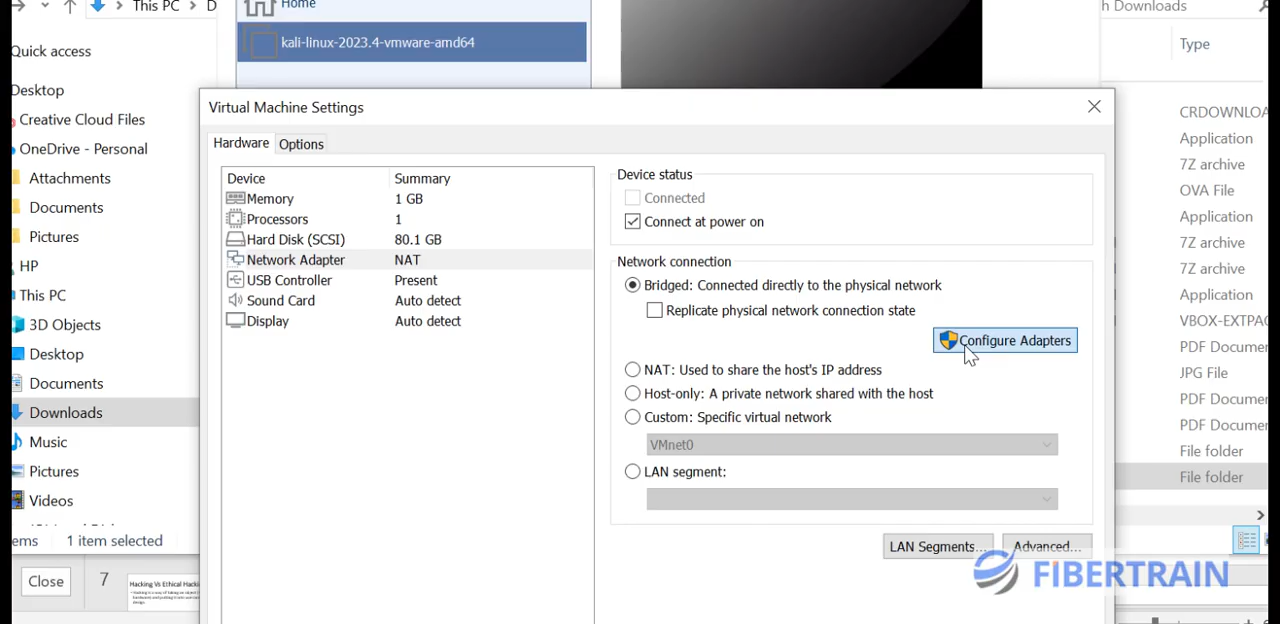 This PC
D
h Downloads
Home
kali-linux-2023.4-vmware-amd64
Quick access
Desktop
Creative Cloud Files
OneDrive - Personal
Attachments
Documents
Pictures
HP
This PC
3D Objects
Desktop
Documents
Downloads
Music
Pictures
Videos
ems
1 item selected
Close
7
Hacking Vs Ethical Hacki
Virtual Machine Settings
Hardware
Options
Device Summary
Memory 1 GB
Processors 1
Hard Disk (SCSI) 80.1 GB
Network Adapter NAT
USB Controller Present
Sound Card Auto detect
Display Auto detect
Device status
Connected
Connect at power on
Network connection
Bridged: Connected directly to the physical network
Replicate physical network connection state
Configure Adapters
NAT: Used to share the host's IP address
Host-only: A private network shared with the host
Custom: Specific virtual network
VMnet0
LAN segment:
LAN Segments...
Advanced...
Type
CRDOWNLOA
Application
7Z archive
OVA File
Application
7Z archive
7Z archive
Application
VBOX-EXTPAC
PDF Documen
JPG File
PDF Documen
PDF Documen
File folder
File folder
FIBERTRAIN